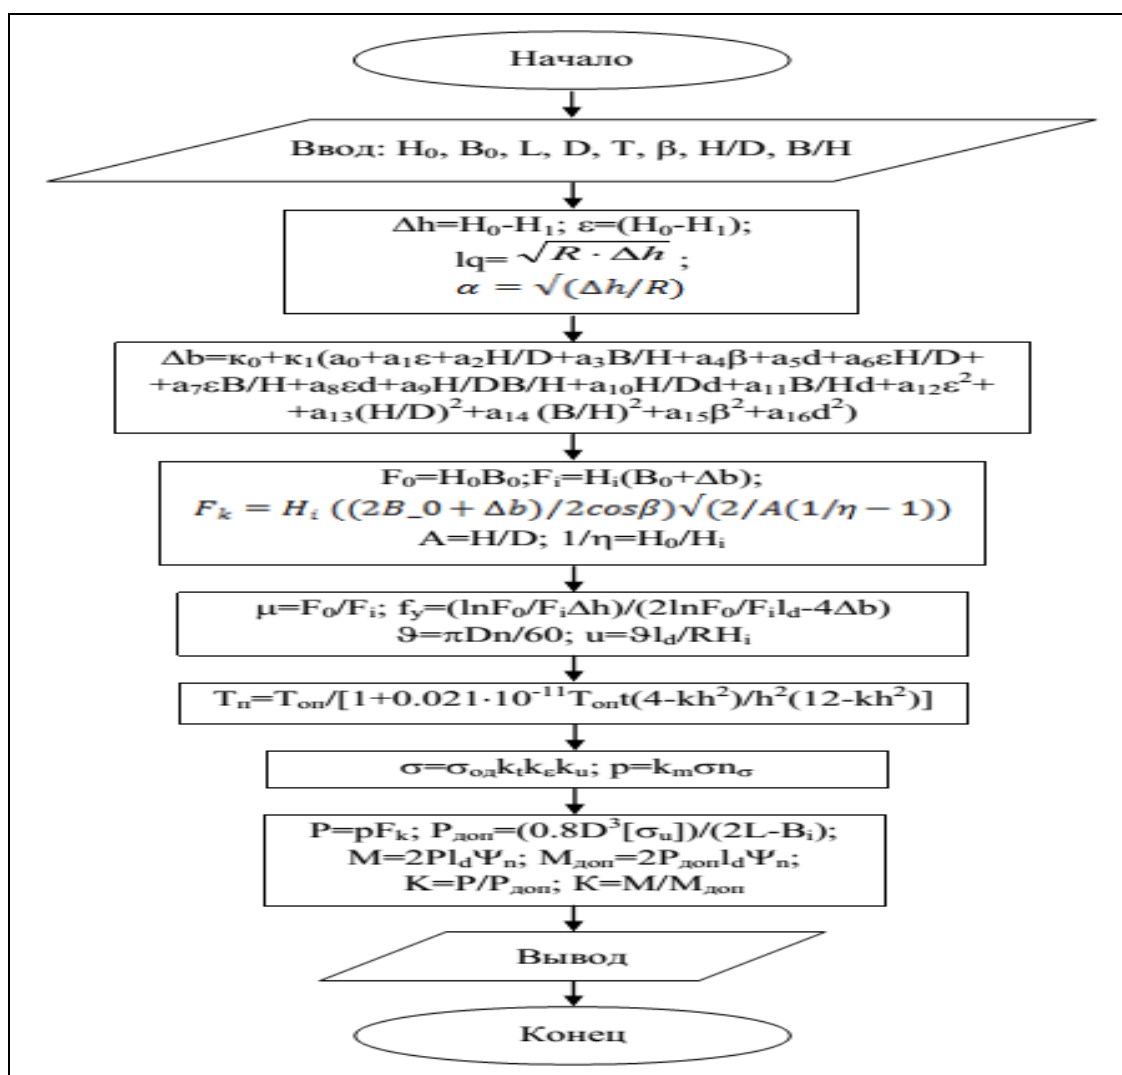 Начало
Ввод: H₀, B₀, L, D, T, β, H/D, B/H
Δh=H₀-H₁; ε=(H₀-H₁);
lq= √R · Δh ;
α = √(Δh/R)
Δb=κ₀+κ₁(a₀+a₁ε+a₂H/D+a₃B/H+a₄β+a₅d+a₆εH/D+
+a₇εB/H+a₈εd+a₉H/DB/H+a₁₀H/Dd+a₁₁B/Hd+a₁₂ε²+
+a₁₃(H/D)²+a₁₄ (B/H)²+a₁₅β²+a₁₆d²)
F₀=H₀B₀;Fᵢ=Hᵢ(B₀+Δb);
Fₖ = Hᵢ ((2B_0 + Δb)/2cosβ)√(2/A(1/η − 1))
A=H/D; 1/η=H₀/Hᵢ
μ=F₀/Fᵢ; fᵧ=(lnF₀/FᵢΔh)/(2lnF₀/Fᵢl_d-4Δb)
ϑ=πDn/60; u=ϑl_d/RHᵢ
Tп=Tоп/[1+0.021·10⁻¹¹Tопt(4-kh²)/h²(12-kh²)]
σ=σодkₜkεkᵤ; p=kₘσnσ
P=pFₖ; Pдоп=(0.8D³[σᵤ])/(2L-Bᵢ);
M=2Pl_dΨₙ; Mдоп=2Pдопl_dΨₙ;
K=P/Pдоп; K=M/Mдоп
Вывод
Конец